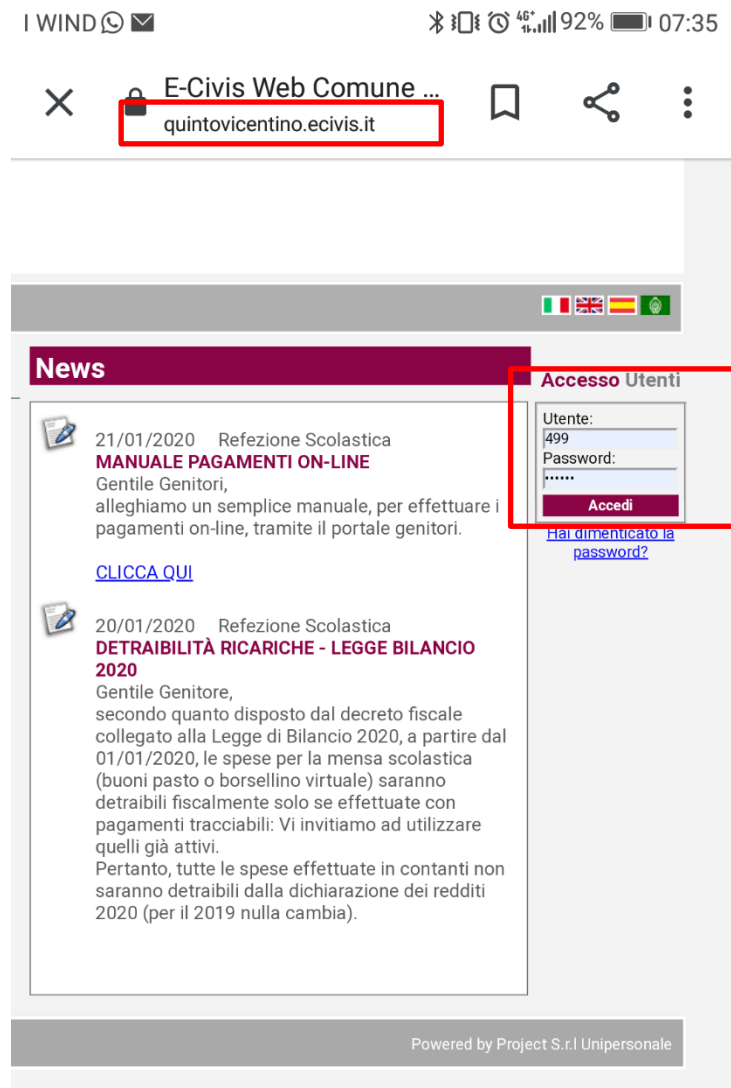 I WIND 4G+ 92% 07:35
E-Civis Web Comune ...
quintovicentino.ecivis.it
News
Accesso Utenti
21/01/2020 Refezione Scolastica
MANUALE PAGAMENTI ON-LINE
Gentile Genitori,
alleghiamo un semplice manuale, per effettuare i
pagamenti on-line, tramite il portale genitori.
CLICCA QUI
Utente:
499
Password:
••••••
Accedi
Hai dimenticato la
password?
20/01/2020 Refezione Scolastica
DETRAIBILITÀ RICARICHE - LEGGE BILANCIO
2020
Gentile Genitore,
secondo quanto disposto dal decreto fiscale
collegato alla Legge di Bilancio 2020, a partire dal
01/01/2020, le spese per la mensa scolastica
(buoni pasto o borsellino virtuale) saranno
detraibili fiscalmente solo se effettuate con
pagamenti tracciabili: Vi invitiamo ad utilizzare
quelli già attivi.
Pertanto, tutte le spese effettuate in contanti non
saranno detraibili dalla dichiarazione dei redditi
2020 (per il 2019 nulla cambia).
Powered by Project S.r.l Unipersonale